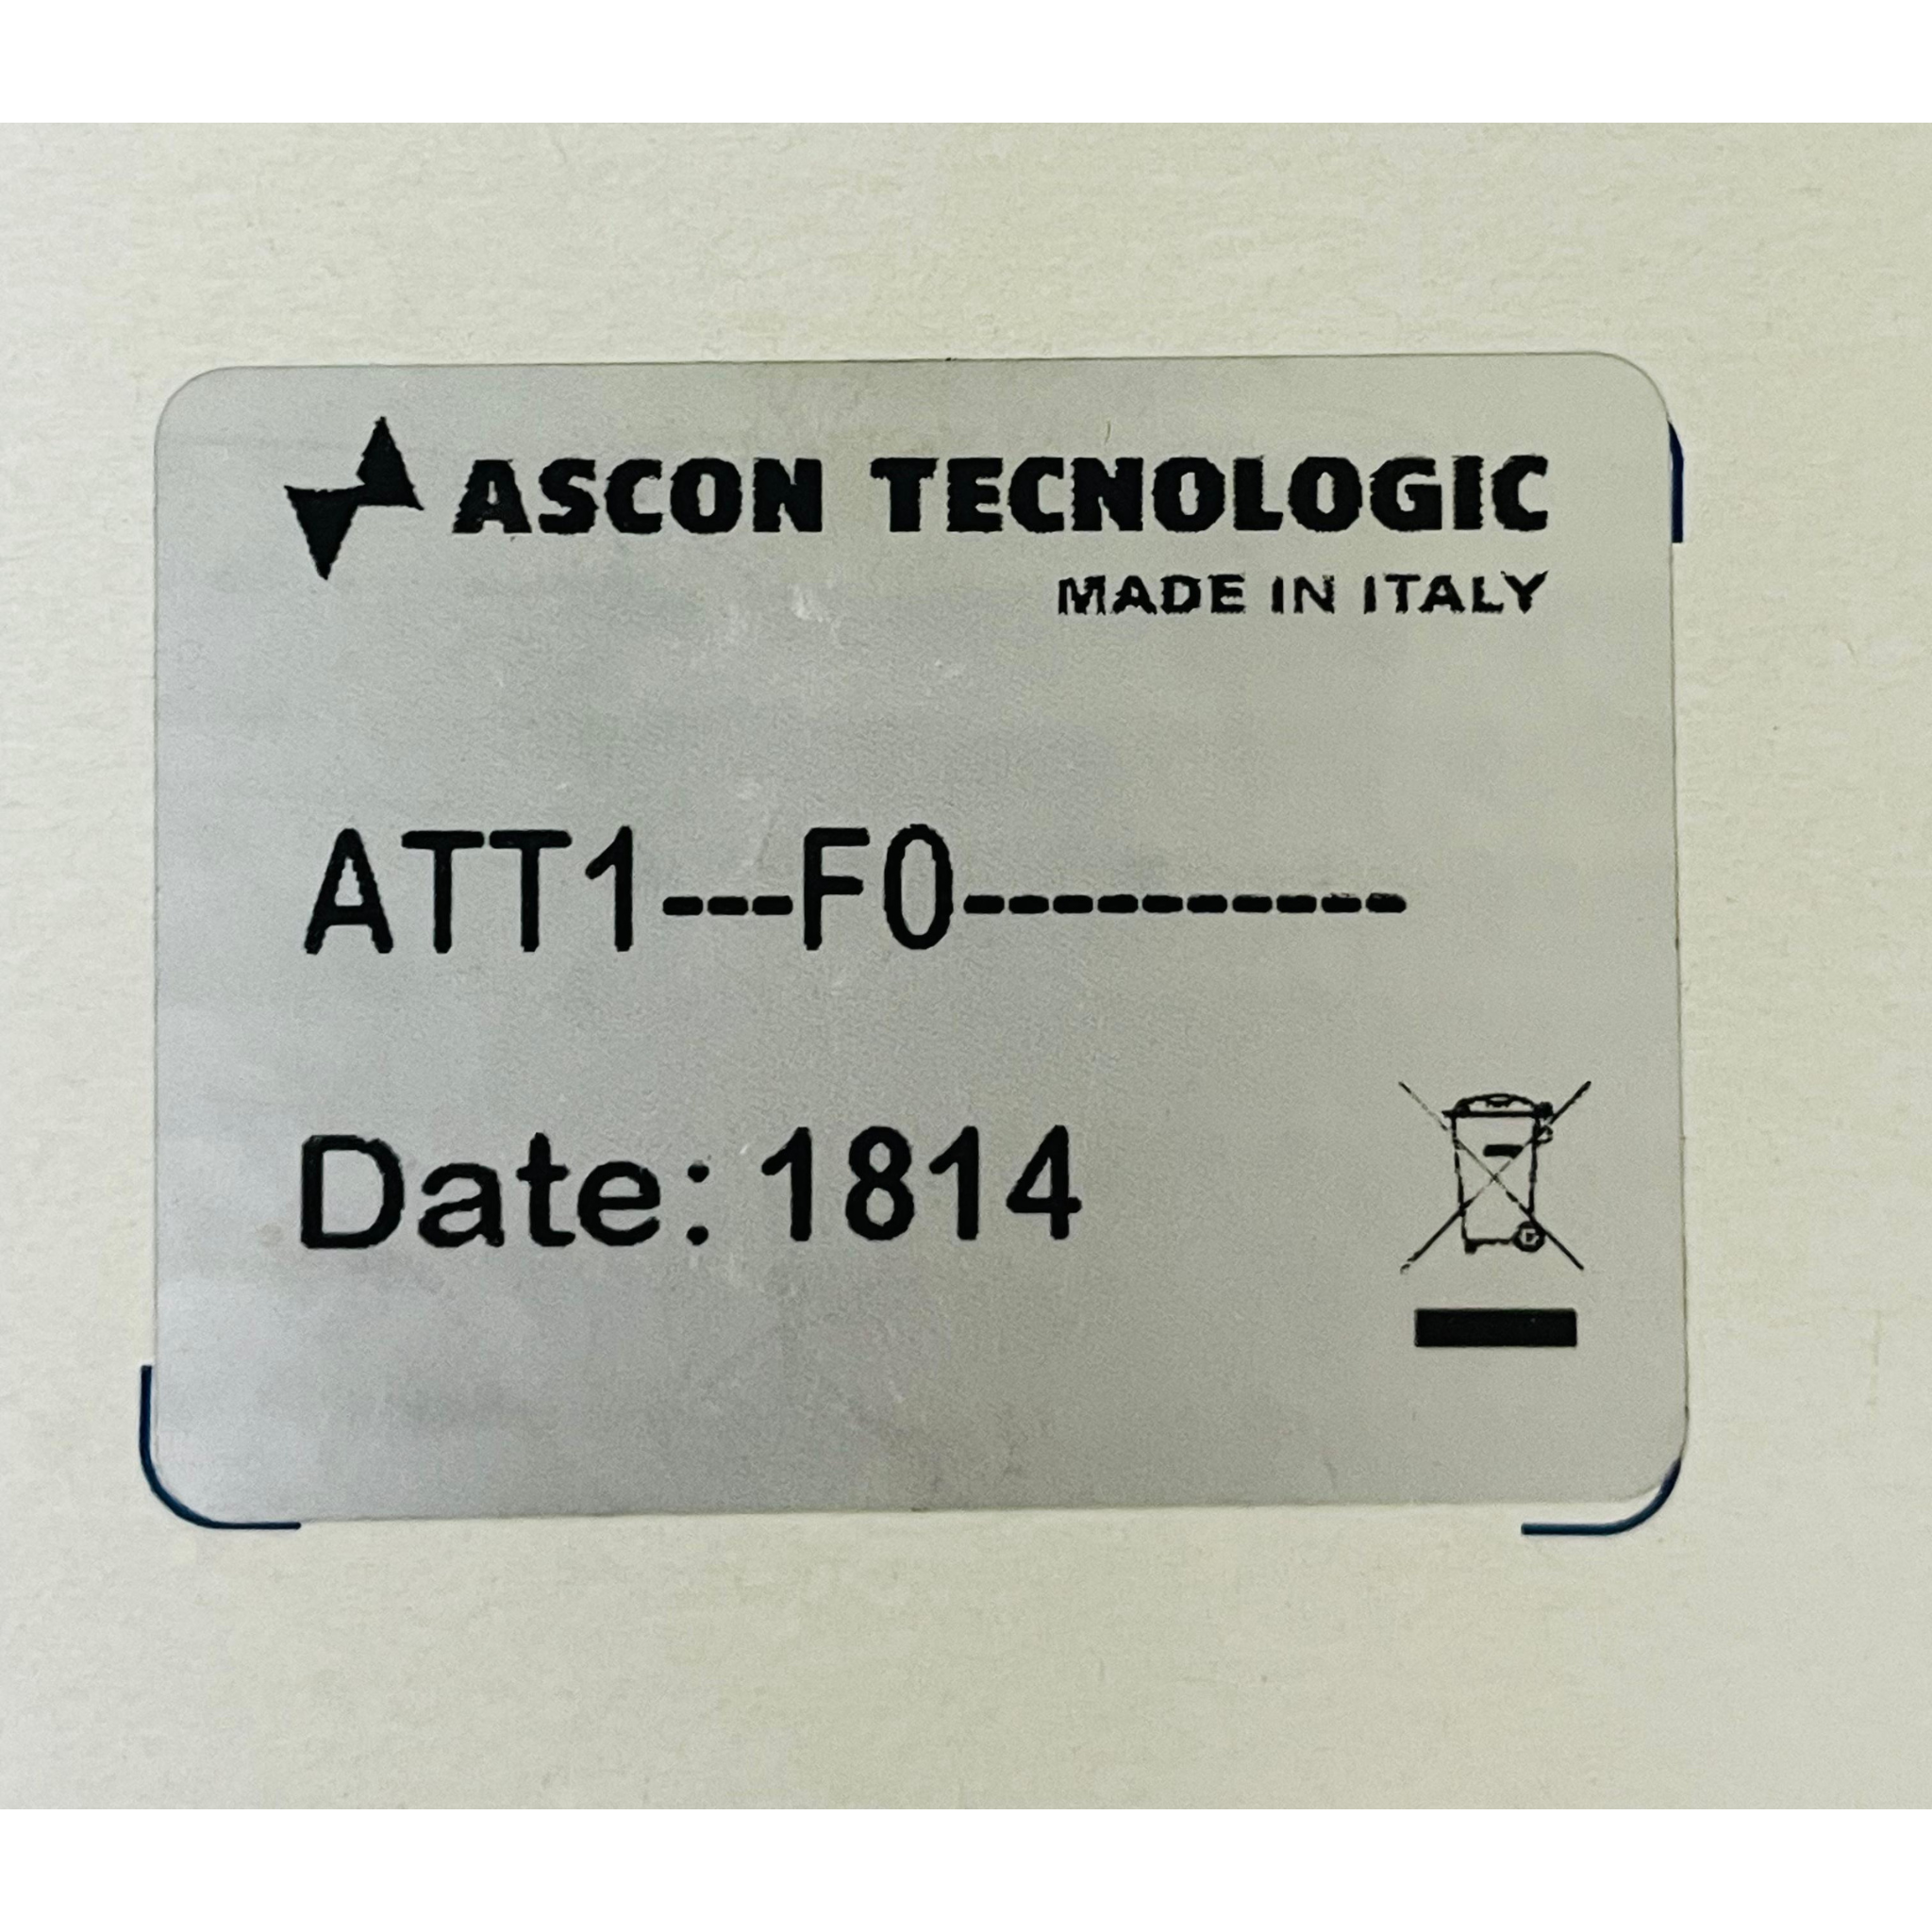 ASCON TECNOLOGIC
MADE IN ITALY
ATT1---F0----------
Date: 1814